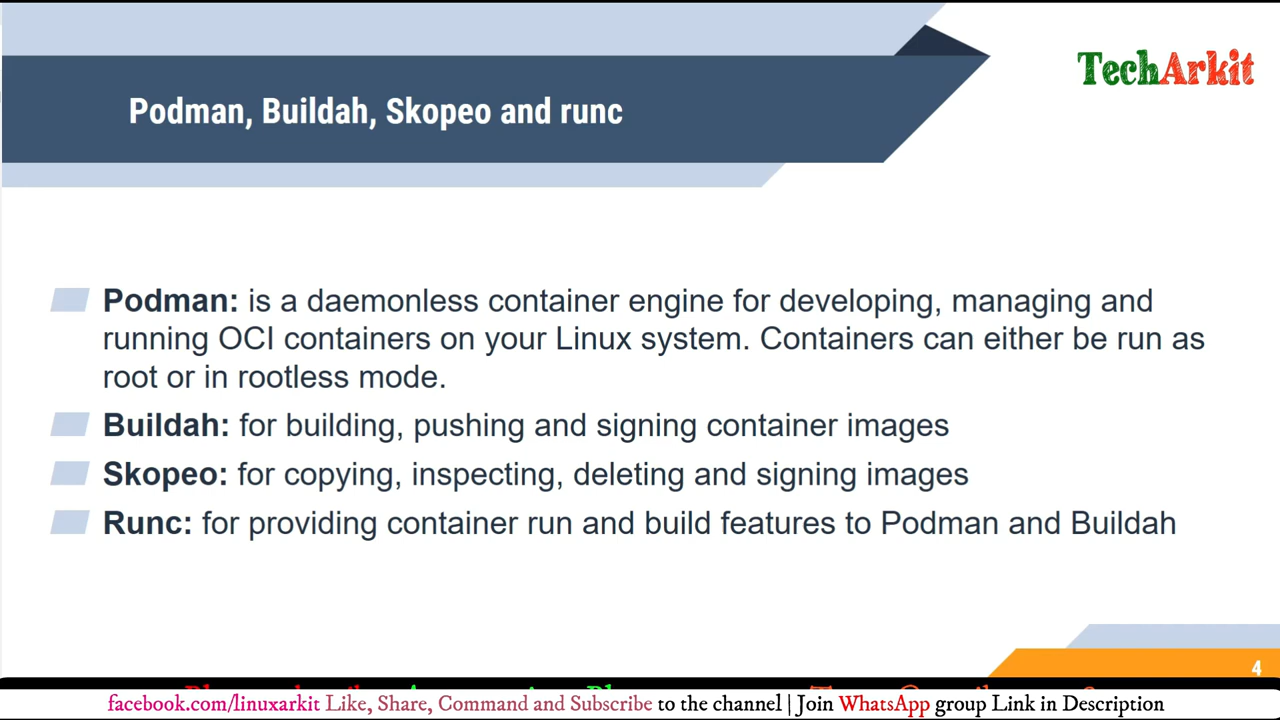 TechArkit
Podman, Buildah, Skopeo and runc
Podman: is a daemonless container engine for developing, managing and
running OCI containers on your Linux system. Containers can either be run as
root or in rootless mode.
Buildah: for building, pushing and signing container images
Skopeo: for copying, inspecting, deleting and signing images
Runc: for providing container run and build features to Podman and Buildah
4
facebook.com/linuxarkit Like, Share, Command and Subscribe to the channel | Join WhatsApp group Link in Description